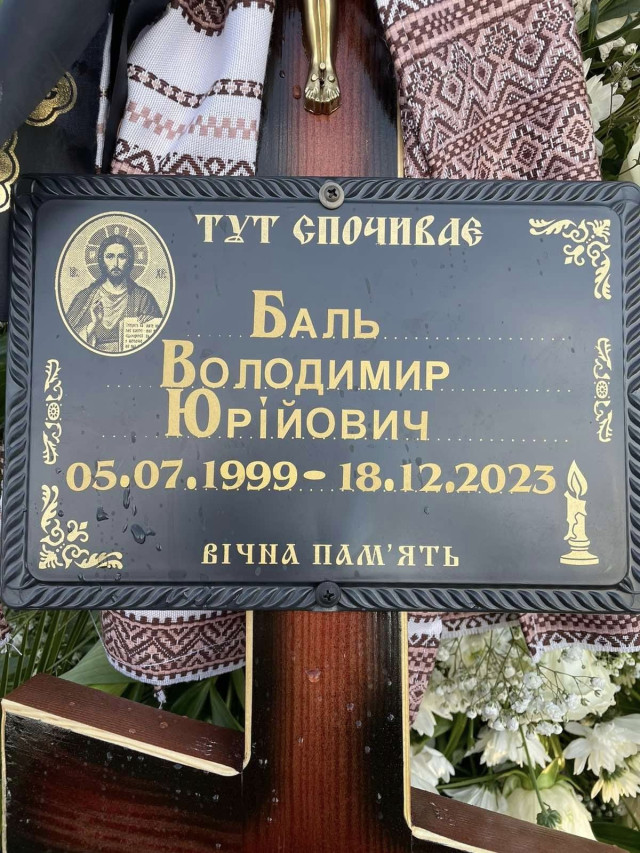 ТУТ СПОЧИВАЄ
Баль
Володимир
Юрійович
05.07.1999 - 18.12.2023
ВІЧНА ПАМ'ЯТЬ